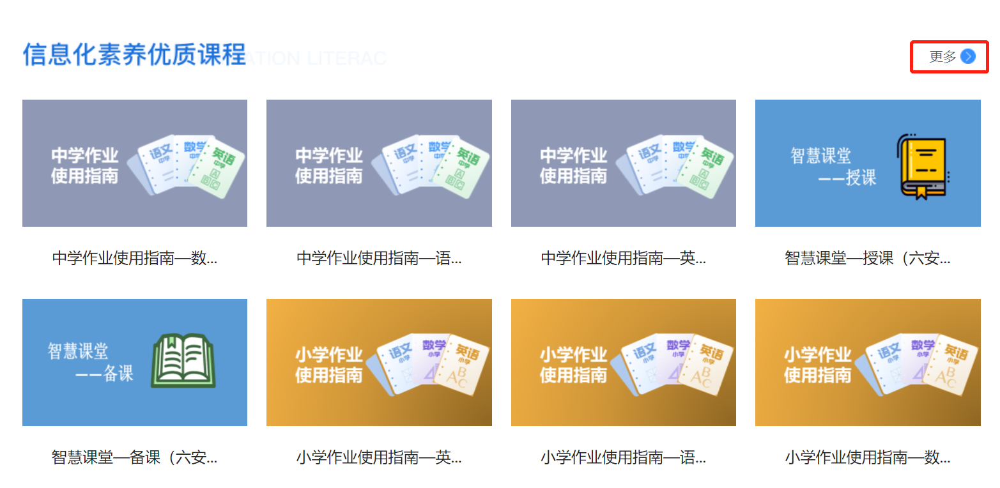 信息化素养优质课程
ATION LITERAC
更多
中学作业
使用指南
语文
中学
数学
中学
英语
中学
A
B C
中学作业
使用指南
语文
中学
数学
中学
英语
中学
A
B C
中学作业
使用指南
语文
中学
数学
中学
英语
中学
A
B C
智慧课堂
——授课
中学作业使用指南—数...
中学作业使用指南—语...
中学作业使用指南—英...
智慧课堂—授课（六安...
智慧课堂
——备课
小学作业
使用指南
语文
小学
数学
小学
英语
小学
B
A C
小学作业
使用指南
语文
小学
数学
小学
英语
小学
B
A C
小学作业
使用指南
语文
小学
数学
小学
英语
小学
B
A C
智慧课堂—备课（六安...
小学作业使用指南—英...
小学作业使用指南—语...
小学作业使用指南—数...